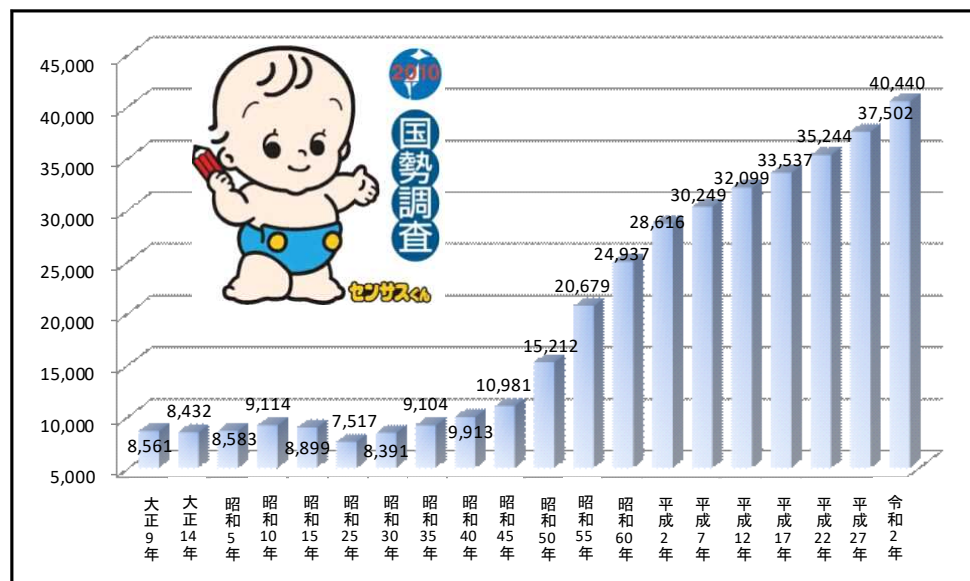 45,000
40,000
35,000
30,000
25,000
20,000
15,000
10,000
5,000
2010
国勢調査
センサスくん
8,561
8,432
8,583
9,114
8,899
7,517
8,391
9,104
9,913
10,981
15,212
20,679
24,937
28,616
30,249
32,099
33,537
35,244
37,502
40,440
大正9年
大正14年
昭和5年
昭和10年
昭和15年
昭和25年
昭和30年
昭和35年
昭和40年
昭和45年
昭和50年
昭和55年
昭和60年
平成2年
平成7年
平成12年
平成17年
平成22年
平成27年
令和2年